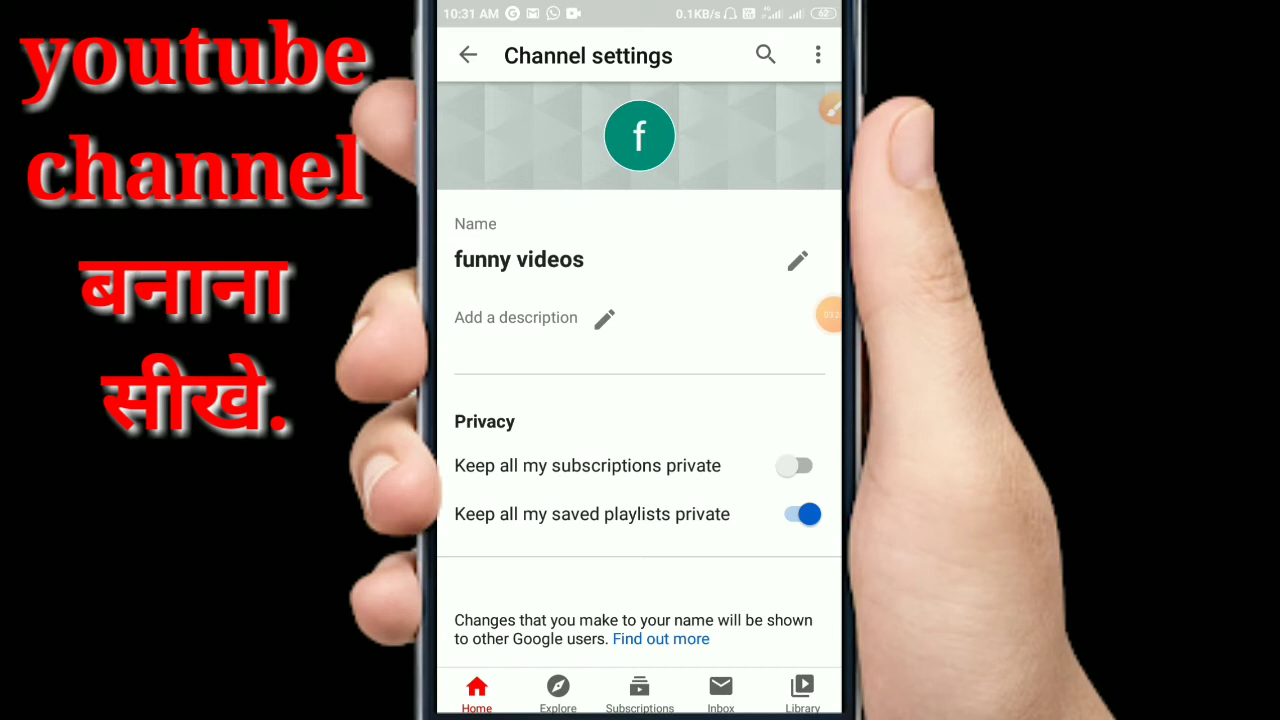 youtube
channel
बनाना
सीखे.
10:31 AM
0.1KB/s
62
Channel settings
f
Name
funny videos
Add a description
Privacy
Keep all my subscriptions private
Keep all my saved playlists private
Changes that you make to your name will be shown
to other Google users. Find out more
Home Explore Subscriptions Inbox Library